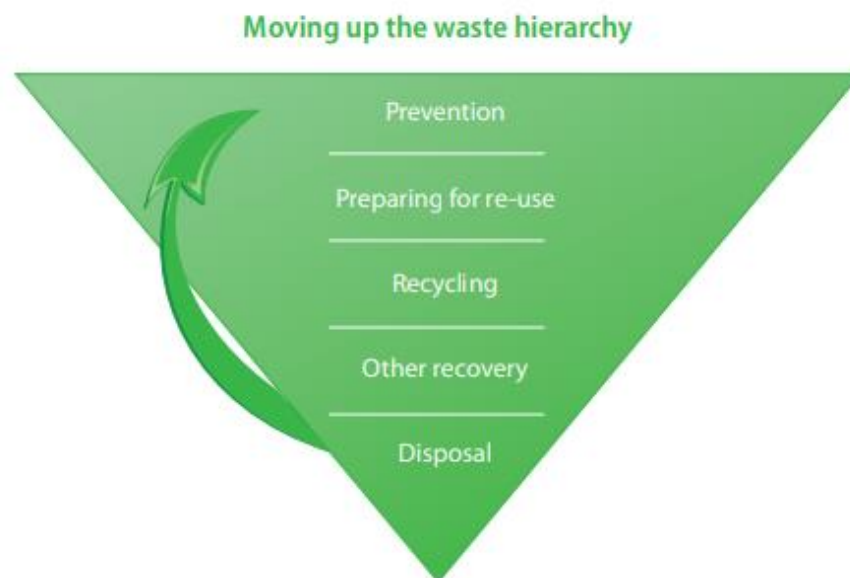 Moving up the waste hierarchy
Prevention
Preparing for re-use
Recycling
Other recovery
Disposal